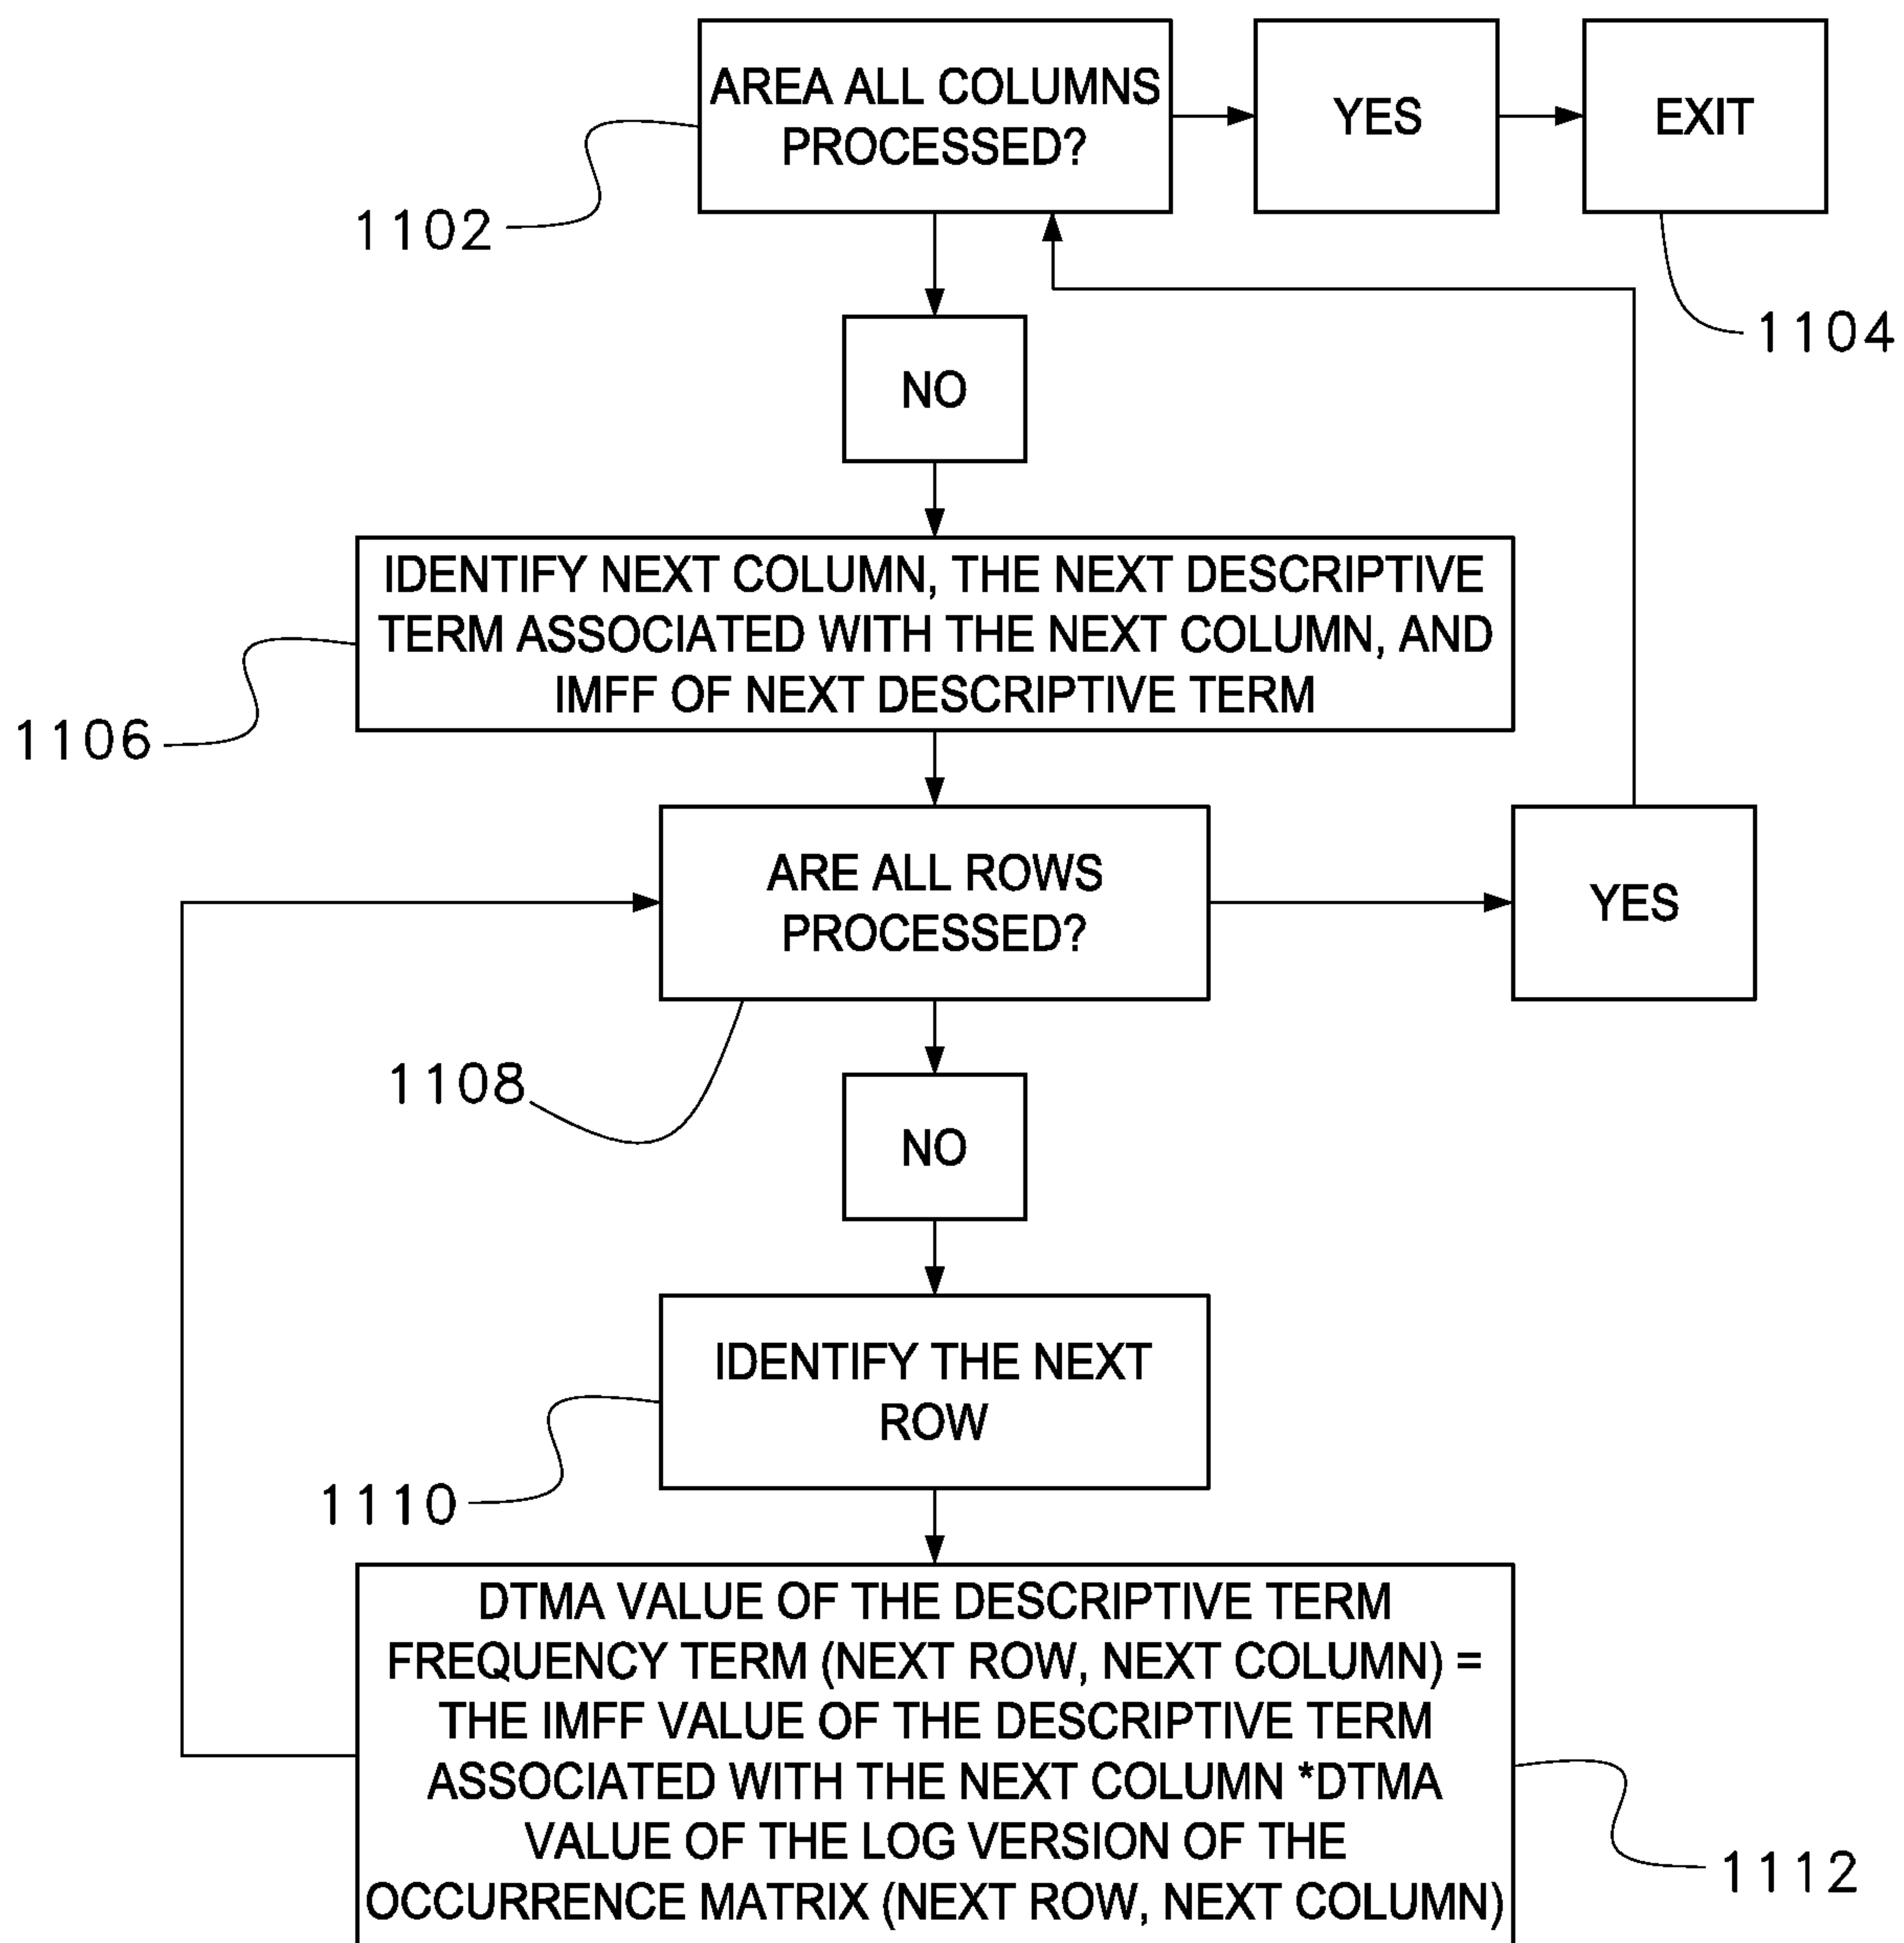 AREA ALL COLUMNS
PROCESSED?
YES
EXIT
1102
1104
NO
IDENTIFY NEXT COLUMN, THE NEXT DESCRIPTIVE
TERM ASSOCIATED WITH THE NEXT COLUMN, AND
IMFF OF NEXT DESCRIPTIVE TERM
1106
ARE ALL ROWS
PROCESSED?
YES
1108
NO
IDENTIFY THE NEXT
ROW
1110
DTMA VALUE OF THE DESCRIPTIVE TERM
FREQUENCY TERM (NEXT ROW, NEXT COLUMN) =
THE IMFF VALUE OF THE DESCRIPTIVE TERM
ASSOCIATED WITH THE NEXT COLUMN *DTMA
VALUE OF THE LOG VERSION OF THE
OCCURRENCE MATRIX (NEXT ROW, NEXT COLUMN)
1112